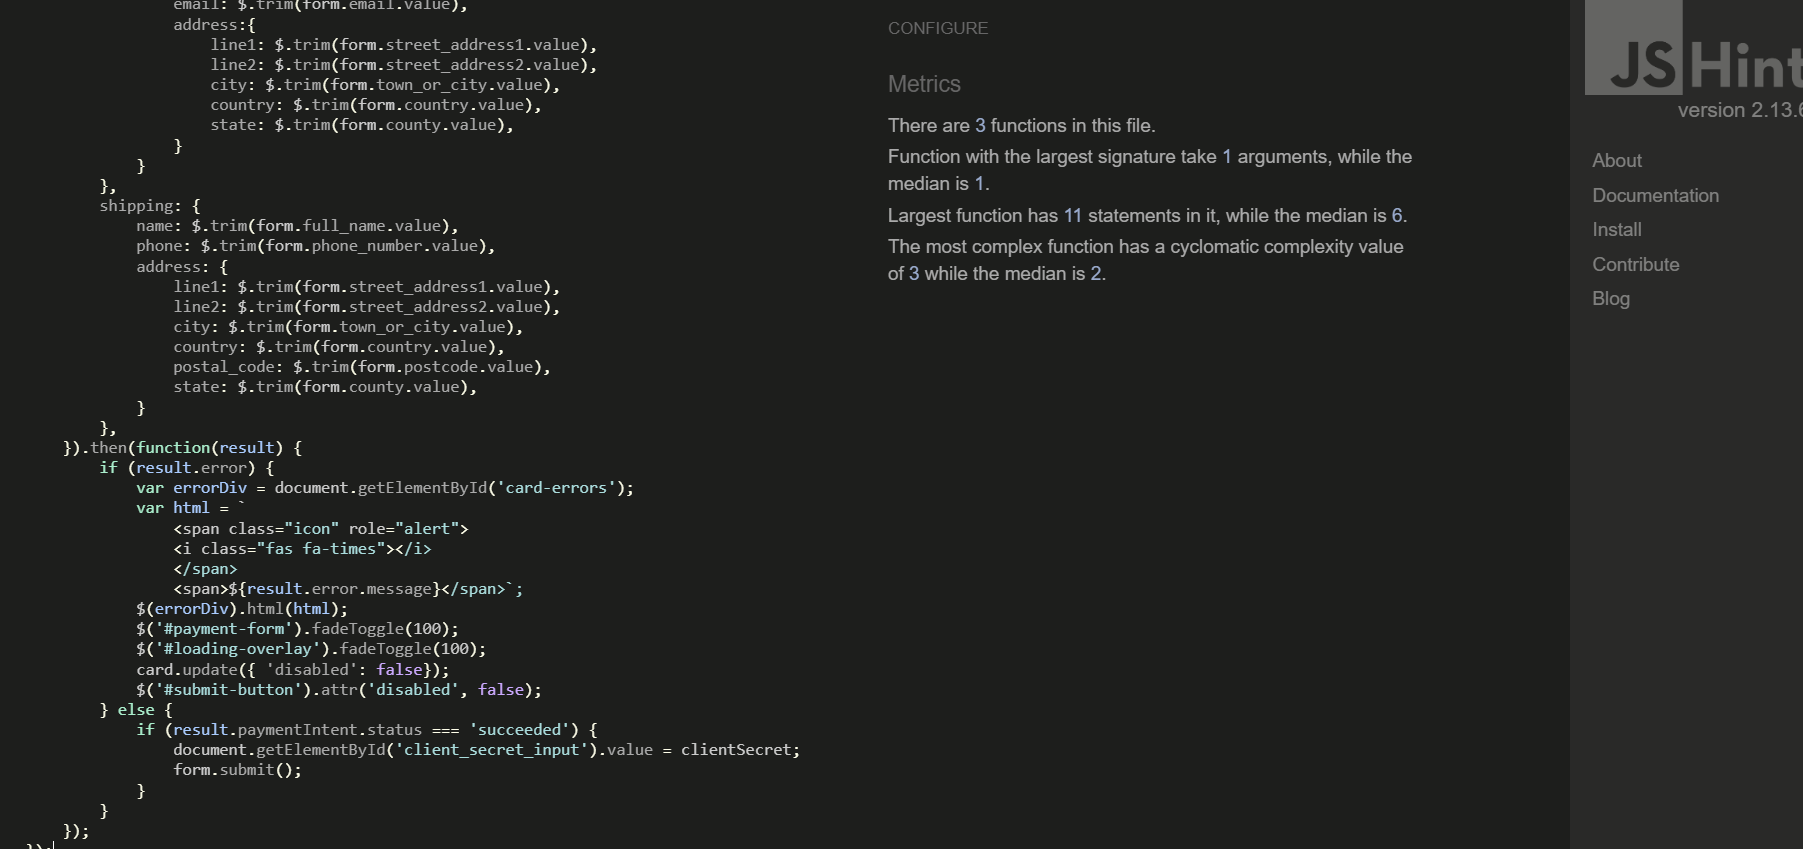 email: $.trim(form.email.value),
address:{
line1: $.trim(form.street_address1.value),
line2: $.trim(form.street_address2.value),
city: $.trim(form.town_or_city.value),
country: $.trim(form.country.value),
state: $.trim(form.county.value),
}
}
},
shipping: {
name: $.trim(form.full_name.value),
phone: $.trim(form.phone_number.value),
address: {
line1: $.trim(form.street_address1.value),
line2: $.trim(form.street_address2.value),
city: $.trim(form.town_or_city.value),
country: $.trim(form.country.value),
postal_code: $.trim(form.postcode.value),
state: $.trim(form.county.value),
}
},
}).then(function(result) {
if (result.error) {
var errorDiv = document.getElementById('card-errors');
var html = `
<span class="icon" role="alert">
<i class="fas fa-times"></i>
</span>
<span>${result.error.message}</span>`;
$(errorDiv).html(html);
$('#payment-form').fadeToggle(100);
$('#loading-overlay').fadeToggle(100);
card.update({ 'disabled': false});
$('#submit-button').attr('disabled', false);
} else {
if (result.paymentIntent.status === 'succeeded') {
document.getElementById('client_secret_input').value = clientSecret;
form.submit();
}
}
});
});
CONFIGURE
Metrics
There are 3 functions in this file.
Function with the largest signature take 1 arguments, while the
median is 1.
Largest function has 11 statements in it, while the median is 6.
The most complex function has a cyclomatic complexity value
of 3 while the median is 2.
JSHint
version 2.13.6
About
Documentation
Install
Contribute
Blog